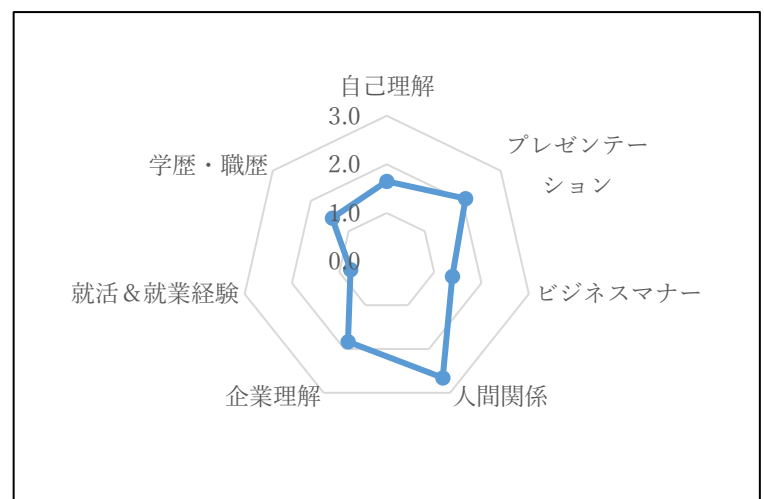 自己理解
3.0
プレゼンテー
ション
学歴・職歴
2.0
1.0
0.0
就活＆就業経験
ビジネスマナー
企業理解
人間関係